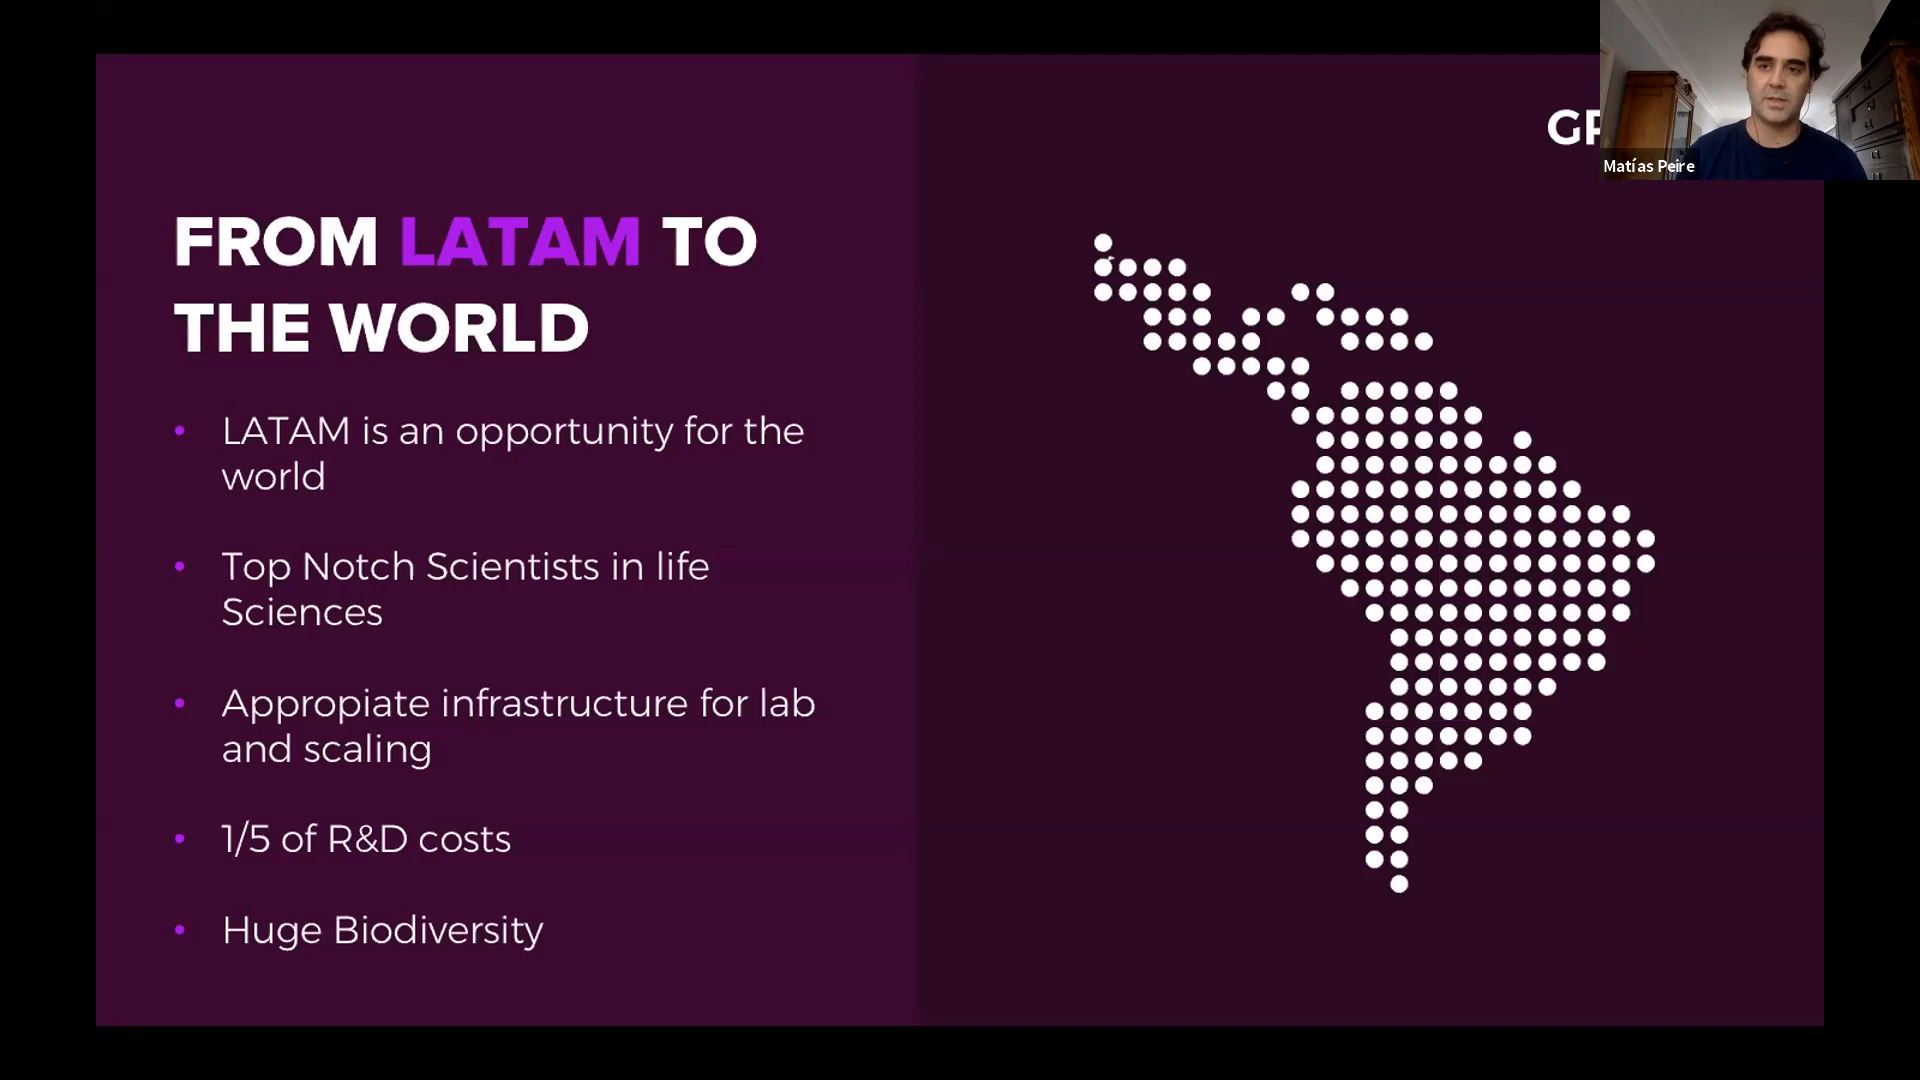 GR
Matías Peire
FROM LATAM TO
THE WORLD
• LATAM is an opportunity for the
world
• Top Notch Scientists in life
Sciences
• Appropiate infrastructure for lab
and scaling
• 1/5 of R&D costs
• Huge Biodiversity